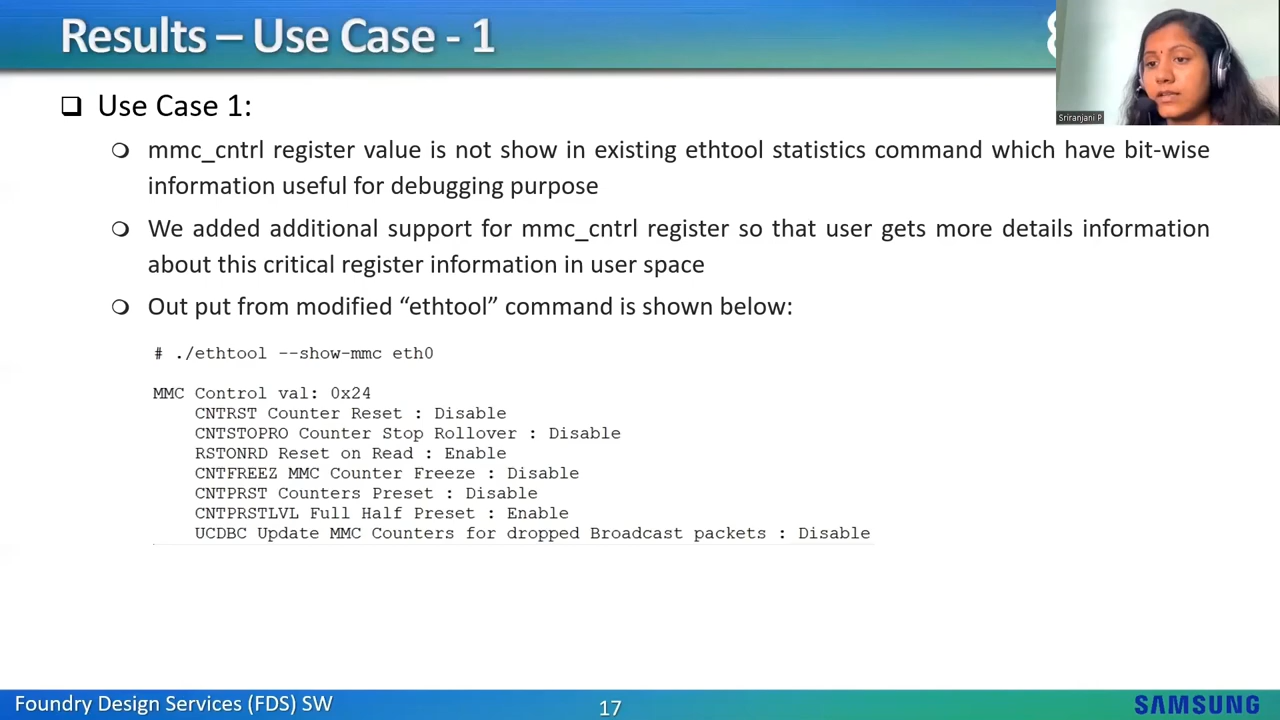 Results – Use Case - 1
Sriranjani P
Use Case 1:
mmc_cntrl register value is not show in existing ethtool statistics command which have bit-wise
information useful for debugging purpose
We added additional support for mmc_cntrl register so that user gets more details information
about this critical register information in user space
Out put from modified “ethtool” command is shown below:
# ./ethtool --show-mmc eth0
MMC Control val: 0x24
CNTRST Counter Reset : Disable
CNTSTOPRO Counter Stop Rollover : Disable
RSTONRD Reset on Read : Enable
CNTFREEZ MMC Counter Freeze : Disable
CNTPRST Counters Preset : Disable
CNTPRSTLVL Full Half Preset : Enable
UCDBC Update MMC Counters for dropped Broadcast packets : Disable
Foundry Design Services (FDS) SW
17
SAMSUNG